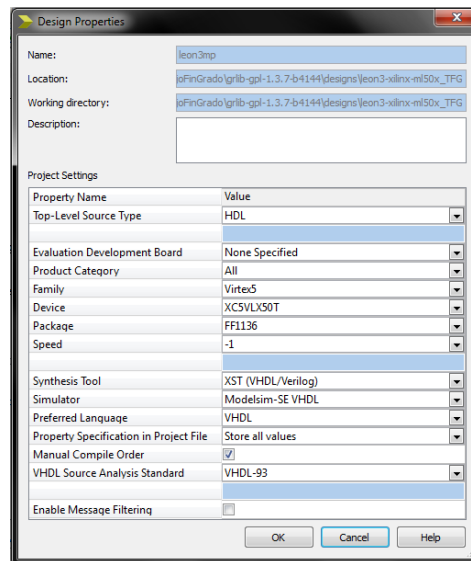 Design Properties
Name: leon3mp
Location: joFinGrado\grlib-gpl-1.3.7-b4144\designs\leon3-xilinx-ml50x_TFG
Working directory: joFinGrado\grlib-gpl-1.3.7-b4144\designs\leon3-xilinx-ml50x_TFG
Description:
Project Settings
Property Name Value
Top-Level Source Type HDL
Evaluation Development Board None Specified
Product Category All
Family Virtex5
Device XC5VLX50T
Package FF1136
Speed -1
Synthesis Tool XST (VHDL/Verilog)
Simulator Modelsim-SE VHDL
Preferred Language VHDL
Property Specification in Project File Store all values
Manual Compile Order
VHDL Source Analysis Standard VHDL-93
Enable Message Filtering
OK Cancel Help